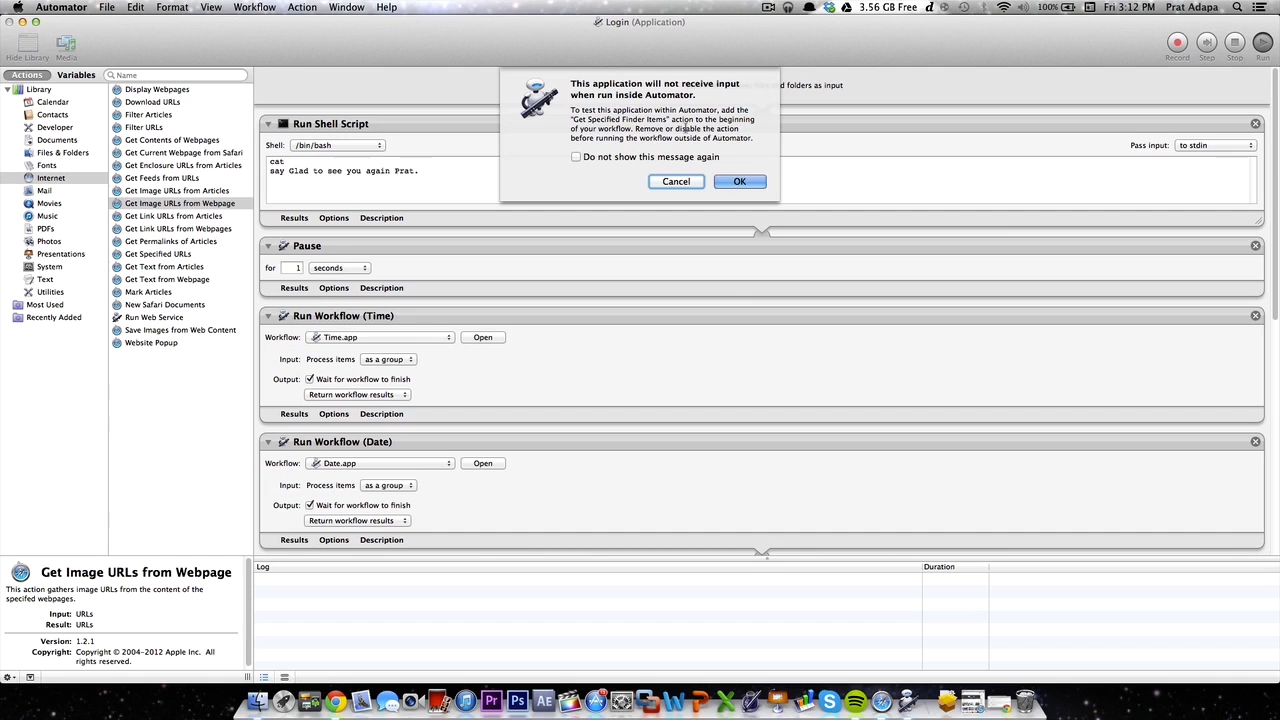 Automator File Edit Format View Workflow Action Window Help
3.56 GB Free
100%
Fri 3:12 PM Prat Adapa
Login (Application)
Hide Library Media
Record Step Stop Run
Actions Variables
Name
Library
Calendar
Contacts
Developer
Documents
Files & Folders
Fonts
Internet
Mail
Movies
Music
PDFs
Photos
Presentations
System
Text
Utilities
Most Used
Recently Added
Display Webpages
Download URLs
Filter Articles
Filter URLs
Get Contents of Webpages
Get Current Webpage from Safari
Get Enclosure URLs from Articles
Get Feeds from URLs
Get Image URLs from Articles
Get Image URLs from Webpage
Get Link URLs from Articles
Get Link URLs from Webpages
Get Permalinks of Articles
Get Specified URLs
Get Text from Articles
Get Text from Webpage
Mark Articles
New Safari Documents
Run Web Service
Save Images from Web Content
Website Popup
and folders as input
This application will not receive input
when run inside Automator.
To test this application within Automator, add the
"Get Specified Finder Items" action to the beginning
of your workflow. Remove or disable the action
before running the workflow outside of Automator.
Do not show this message again
Cancel OK
Run Shell Script
Shell: /bin/bash
Pass input: to stdin
cat
say Glad to see you again Prat.
Results Options Description
Pause
for 1 seconds
Results Options Description
Run Workflow (Time)
Workflow: Time.app Open
Input: Process items as a group
Output: Wait for workflow to finish
Return workflow results
Results Options Description
Run Workflow (Date)
Workflow: Date.app Open
Input: Process items as a group
Output: Wait for workflow to finish
Return workflow results
Results Options Description
Get Image URLs from Webpage
This action gathers image URLs from the content of the
specifed webpages.
Input: URLs
Result: URLs
Version: 1.2.1
Copyright: Copyright © 2004-2012 Apple Inc. All
rights reserved.
Log Duration
Pr Ps AE